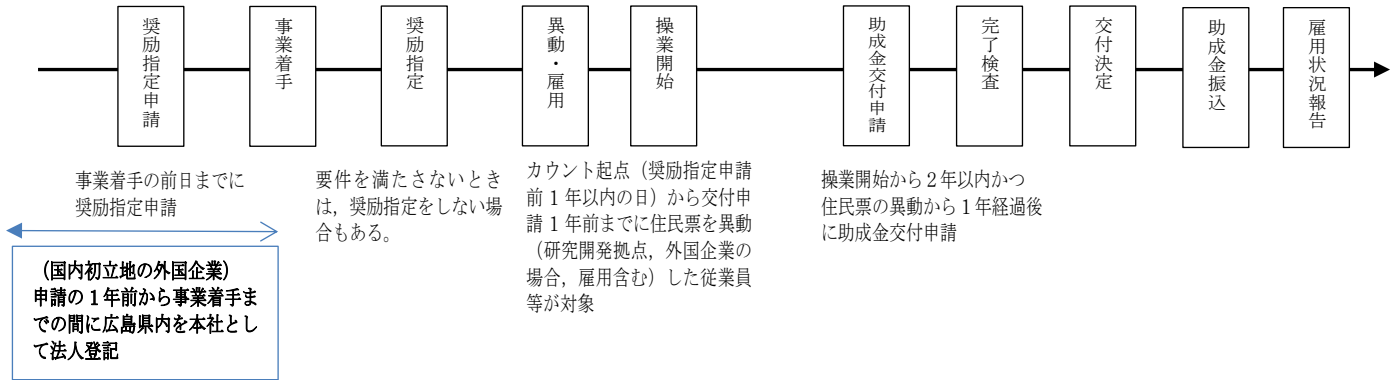 奨励指定申請
事業着手
奨励指定
異動・雇用
操業開始
助成金交付申請
完了検査
交付決定
助成金振込
雇用状況報告
事業着手の前日までに
奨励指定申請
要件を満たさないとき
は，奨励指定をしない場
合もある。
カウント起点（奨励指定申請
前１年以内の日）から交付申
請１年前までに住民票を異動
（研究開発拠点，外国企業の
場合，雇用含む）した従業員
等が対象
操業開始から２年以内かつ
住民票の異動から１年経過後
に助成金交付申請
（国内初立地の外国企業）
申請の１年前から事業着手ま
での間に広島県内を本社とし
て法人登記